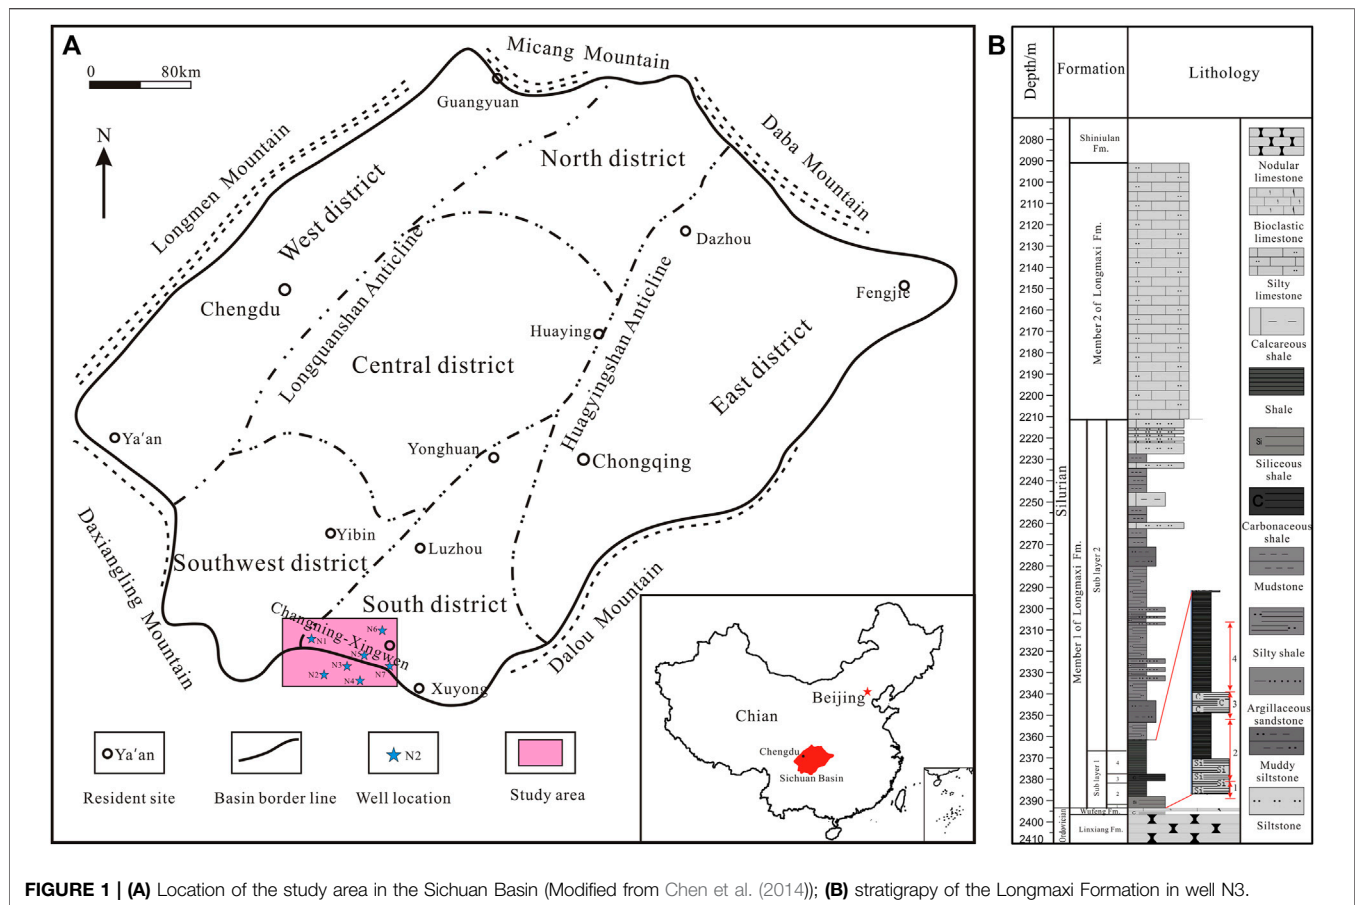 A
0 80km
N
Micang Mountain
Guangyuan
Longmen Mountain
Daba Mountain
North district
West district
Longquanshan Anticline
Dazhou
Chengdu
Fengjie
Huaying
Huagyingshan Anticline
Central district
East district
Ya'an
Yonghuan
Chongqing
Daxiangling Mountain
Yibin
Luzhou
Southwest district
South district
Dalou Mountain
Changning-Xingwen
N6
N1
N3
N2
N4
N7
Xuyong
Ya'an
N2
Resident site
Basin border line
Well location
Study area
Beijing
Chian
Chengdu
Sichuan Basin
B
Depth/m
Formation
Lithology
2080
2090
2100
2110
2120
2130
2140
2150
2160
2170
2180
2190
2200
2210
2220
2230
2240
2250
2260
2270
2280
2290
2300
2310
2320
2330
2340
2350
2360
2370
2380
2390
2400
2410
Silurian
Ordovician
Shiniulan
Fm.
Member 2 of Longmaxi Fm.
Member 1 of Longmaxi Fm.
Sub layer 2
Sub layer 1
4
3
2
Wufeng Fm.
Linxiang Fm.
4
3
2
1
C
C
C
Si
Si
Si
Si
Si
Nodular
limestone
Bioclastic
limestone
Silty
limestone
Calcareous
shale
Shale
Si
Siliceous
shale
C
Carbonaceous
shale
Mudstone
Silty shale
Argillaceous
sandstone
Muddy
siltstone
Siltstone
FIGURE 1 | (A) Location of the study area in the Sichuan Basin (Modified from Chen et al. (2014)); (B) stratigrapy of the Longmaxi Formation in well N3.